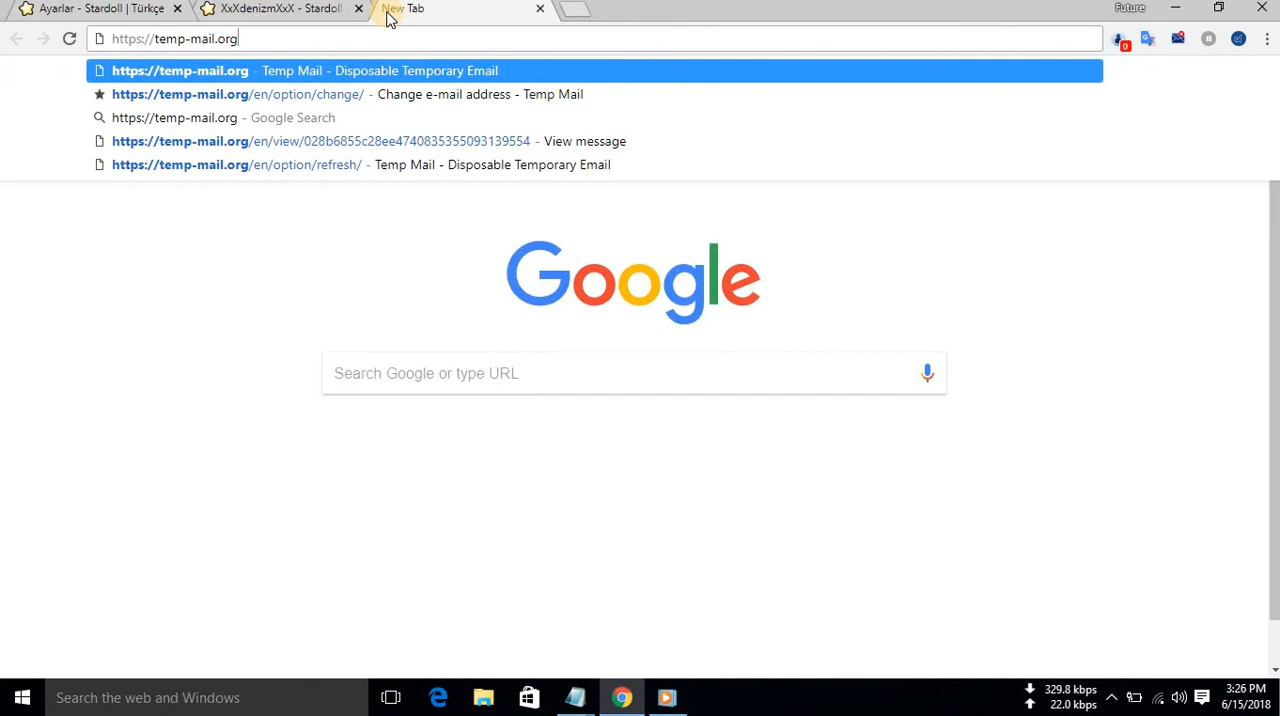 Ayarlar - Stardoll | Türkçe
XxXdenizmXxX - Stardoll
New Tab
Future
https://temp-mail.org
0
https://temp-mail.org - Temp Mail - Disposable Temporary Email
https://temp-mail.org/en/option/change/ - Change e-mail address - Temp Mail
https://temp-mail.org - Google Search
https://temp-mail.org/en/view/028b6855c28ee4740835355093139554 - View message
https://temp-mail.org/en/option/refresh/ - Temp Mail - Disposable Temporary Email
Google
Search Google or type URL
Search the web and Windows
329.8 kbps
22.0 kbps
3:26 PM
6/15/2018